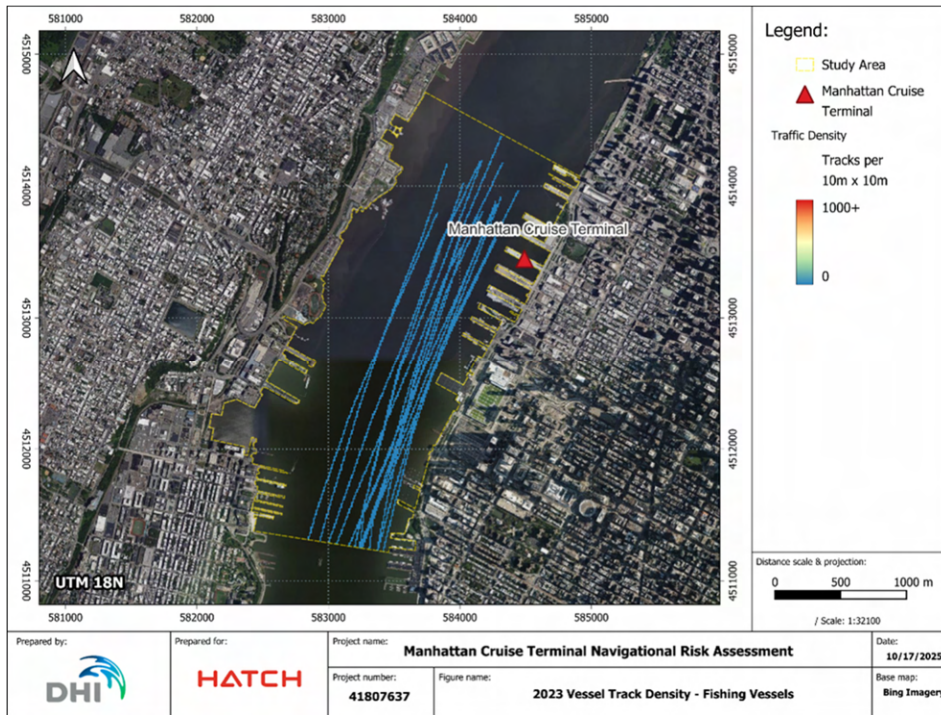 581000
582000
583000
584000
585000
4515000
4514000
4513000
4512000
4511000
4515000
4514000
4513000
4512000
4511000
Manhattan Cruise Terminal
UTM 18N
581000
582000
583000
584000
585000
Legend:
Study Area
Manhattan Cruise
Terminal
Traffic Density
Tracks per
10m x 10m
1000+
0
Distance scale & projection:
0 500 1000 m
/ Scale: 1:32100
Prepared by:
DHI
Prepared for:
HATCH
Project name:
Manhattan Cruise Terminal Navigational Risk Assessment
Date:
10/17/2025
Project number:
41807637
Figure name:
2023 Vessel Track Density - Fishing Vessels
Base map:
Bing Imagery